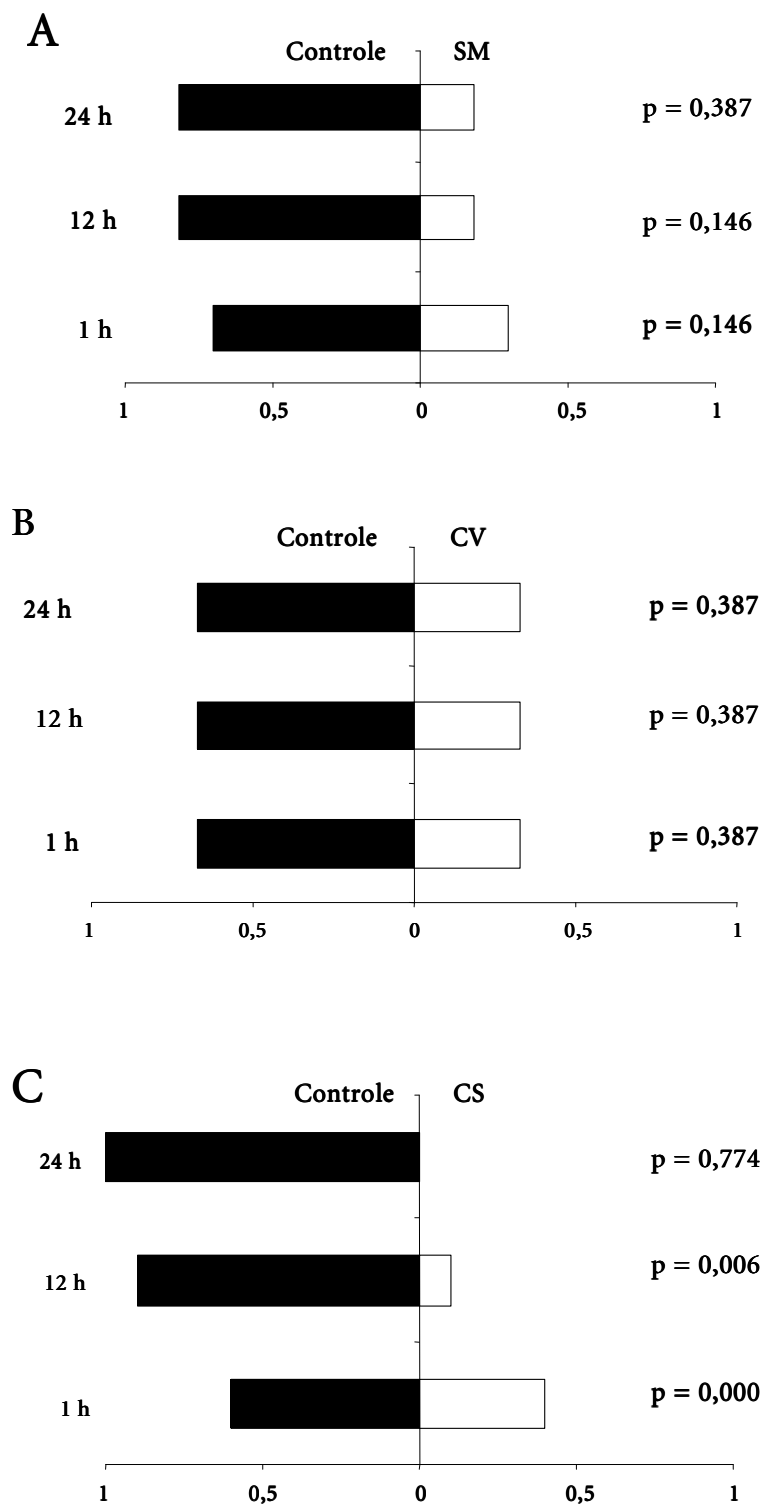 A
Controle SM
24 h p = 0,387
12 h p = 0,146
1 h p = 0,146
1 0,5 0 0,5 1
B
Controle CV
24 h p = 0,387
12 h p = 0,387
1 h p = 0,387
1 0,5 0 0,5 1
C
Controle CS
24 h p = 0,774
12 h p = 0,006
1 h p = 0,000
1 0,5 0 0,5 1